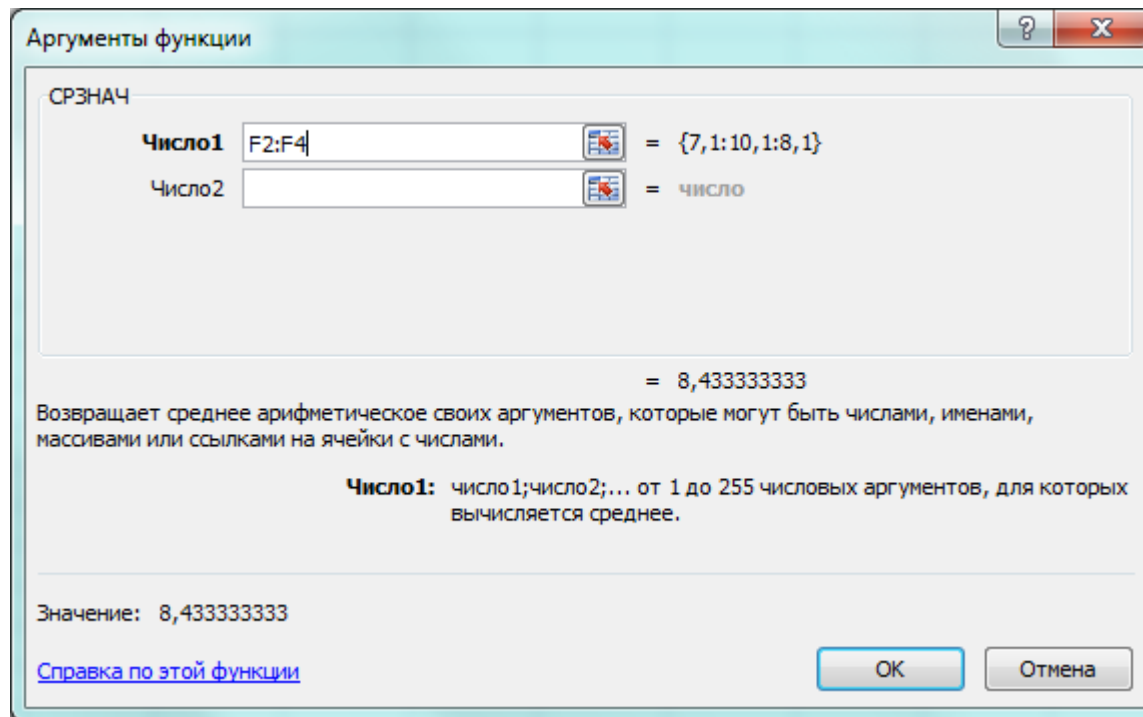 Аргументы функции
СРЗНАЧ
Число1 F2:F4 = {7,1:10,1:8,1}
Число2 = число
= 8,433333333
Возвращает среднее арифметическое своих аргументов, которые могут быть числами, именами,
массивами или ссылками на ячейки с числами.
Число1: число1;число2;... от 1 до 255 числовых аргументов, для которых
вычисляется среднее.
Значение: 8,433333333
Справка по этой функции
ОК
Отмена